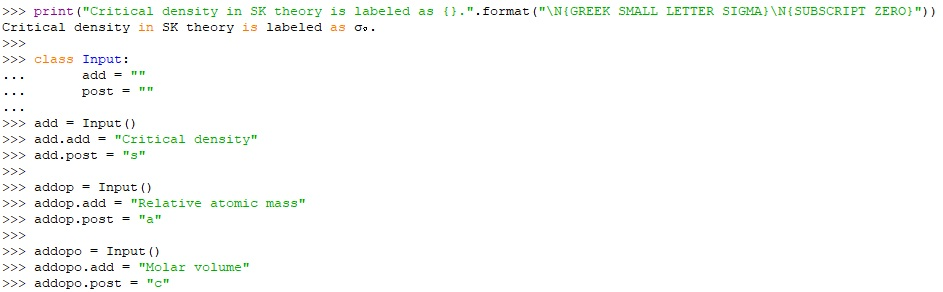 >>> print("Critical density in SK theory is labeled as {}.".format("\N{GREEK SMALL LETTER SIGMA}\N{SUBSCRIPT ZERO}"))
Critical density in SK theory is labeled as σ₀.
>>>
>>> class Input:
...     add = ""
...     post = ""
...
>>> add = Input()
>>> add.add = "Critical density"
>>> add.post = "s"
>>>
>>> addop = Input()
>>> addop.add = "Relative atomic mass"
>>> addop.post = "a"
>>>
>>> addopo = Input()
>>> addopo.add = "Molar volume"
>>> addopo.post = "c"